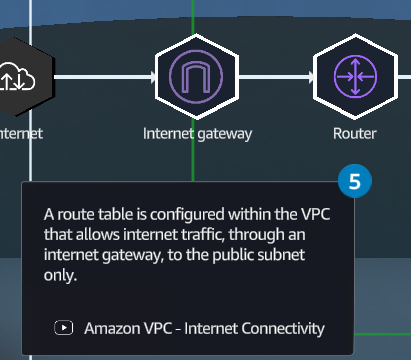 nternet
Internet gateway
Router
5
A route table is configured within the VPC
that allows internet traffic, through an
internet gateway, to the public subnet
only.
Amazon VPC - Internet Connectivity